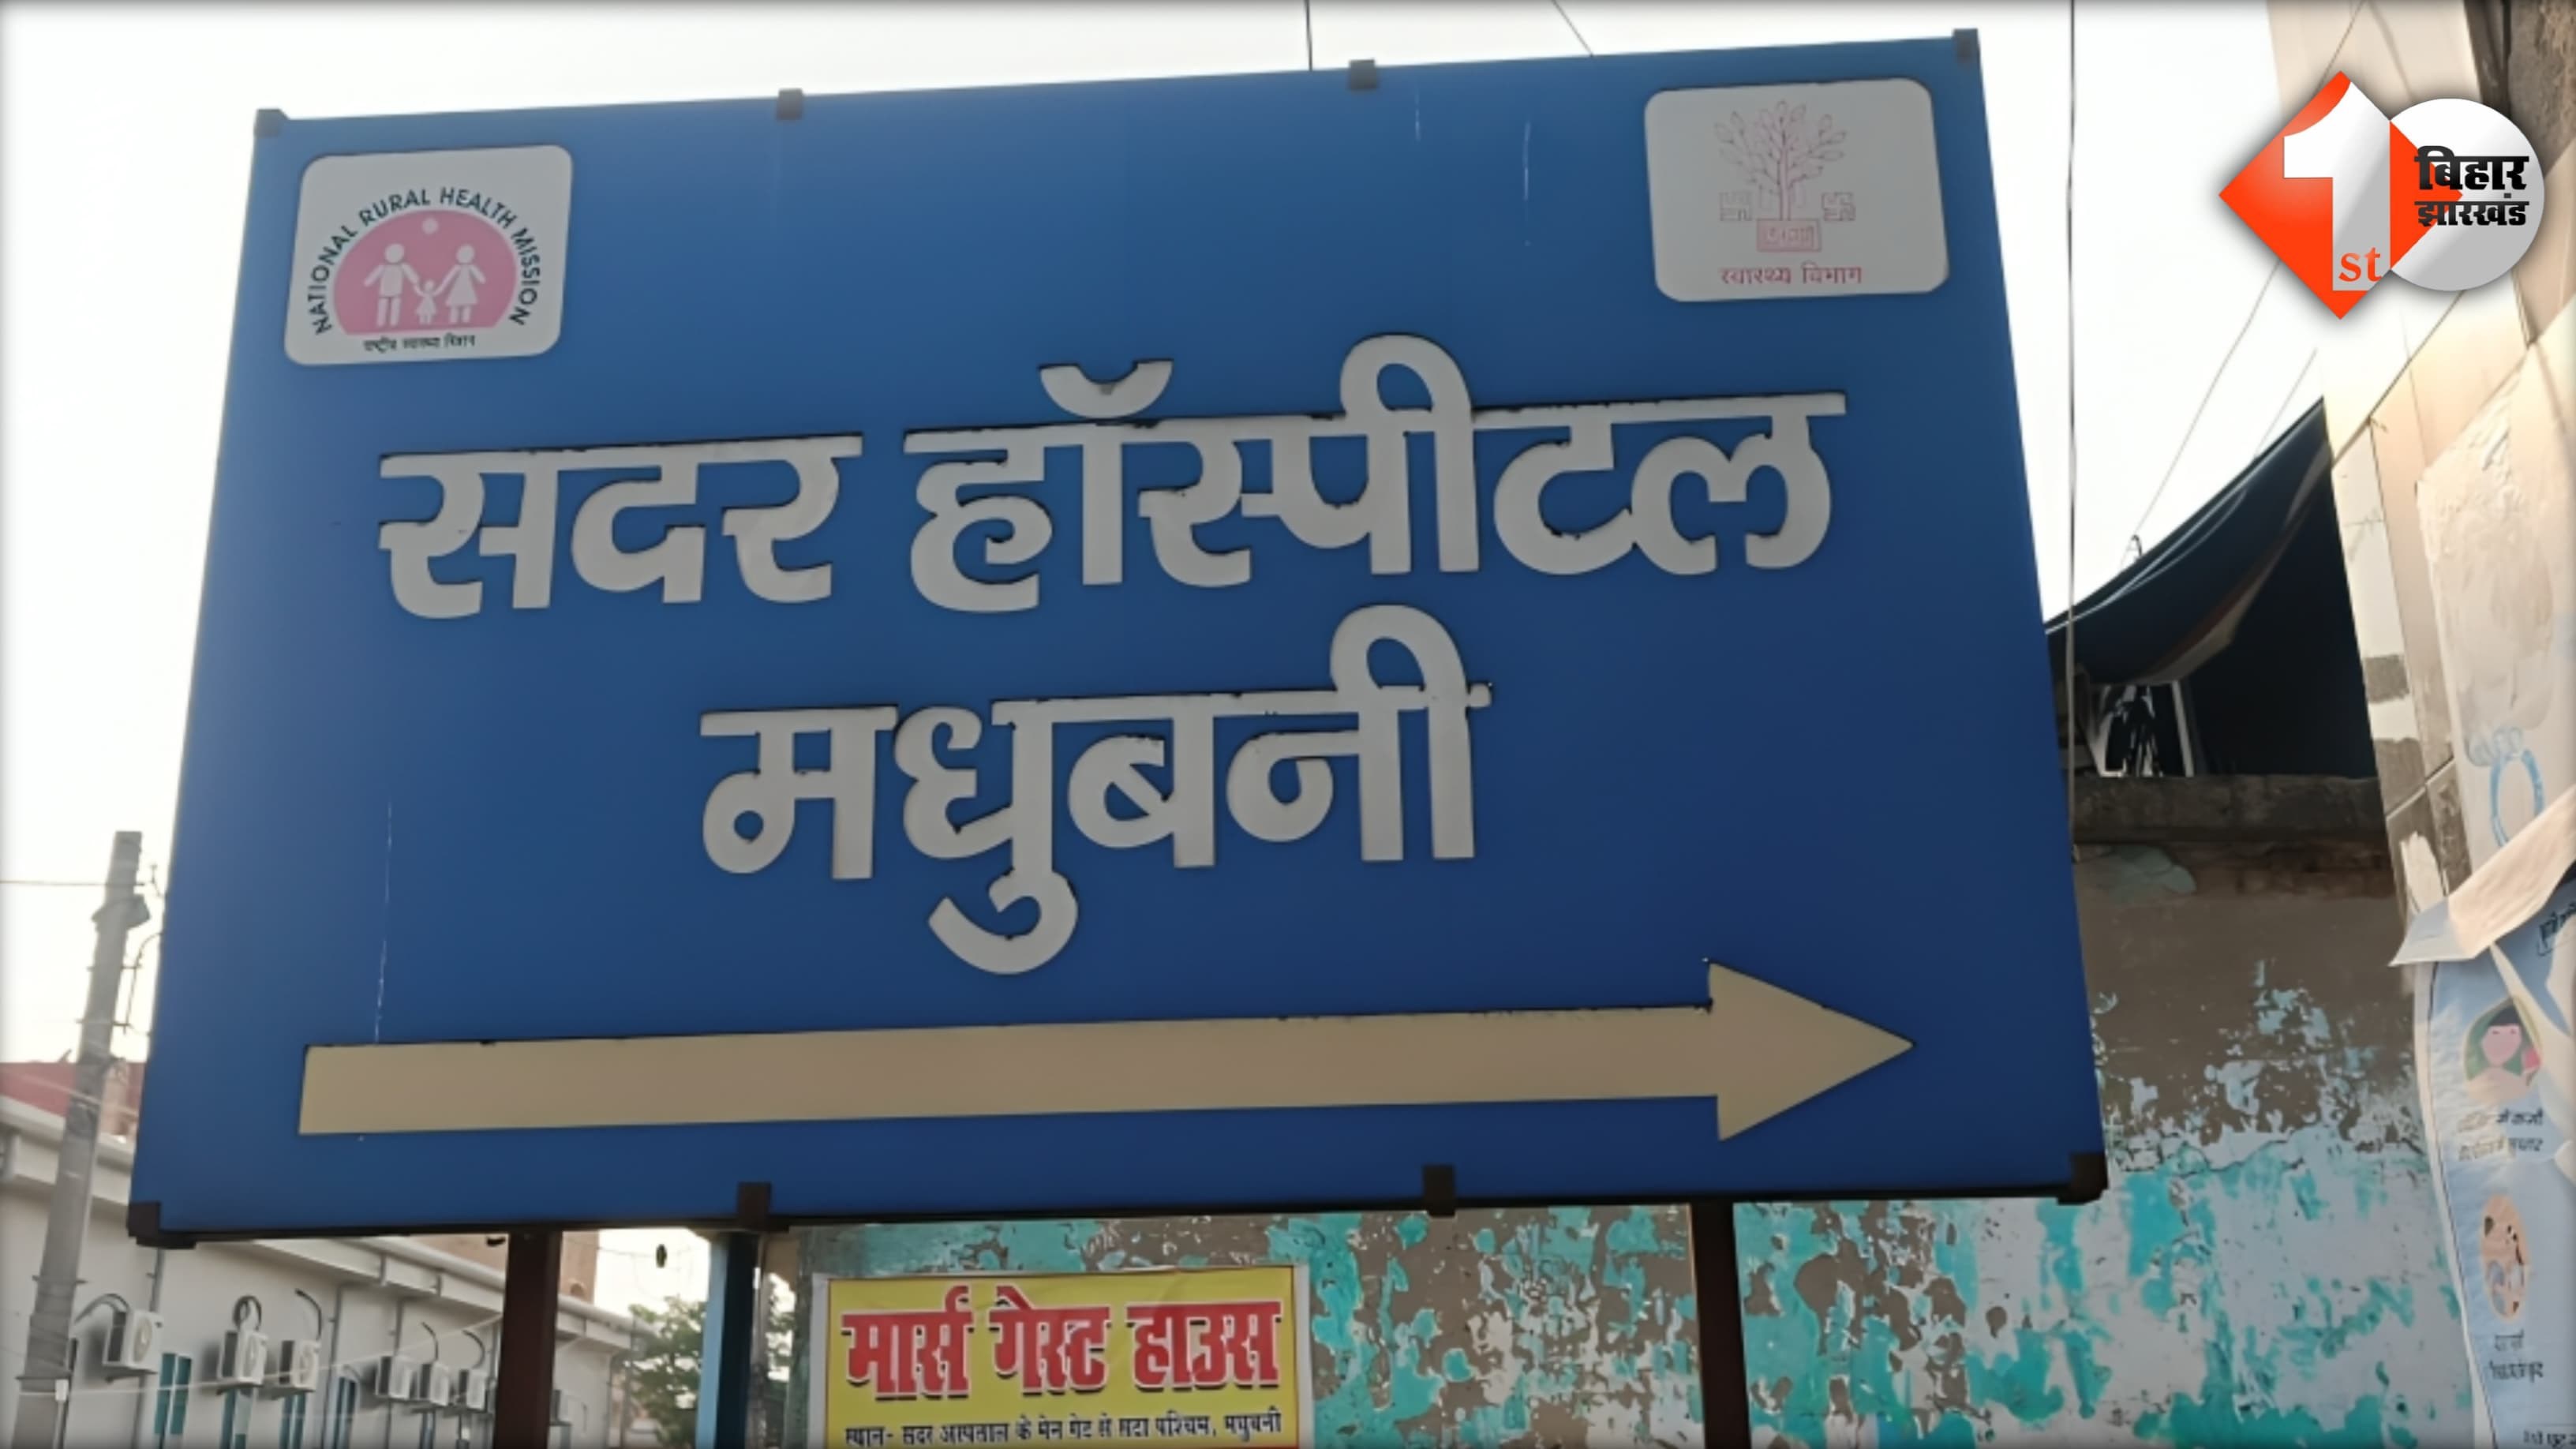 NATIONAL RURAL HEALTH MISSION
स्वास्थ्य विभाग
1st
बिहार
झारखंड
सदर हॉस्पीटल
मधुबनी
मार्स गेस्ट हाउस
स्थान- सदर अस्पताल के मेन गेट से सटा पश्चिम, मधुबनी